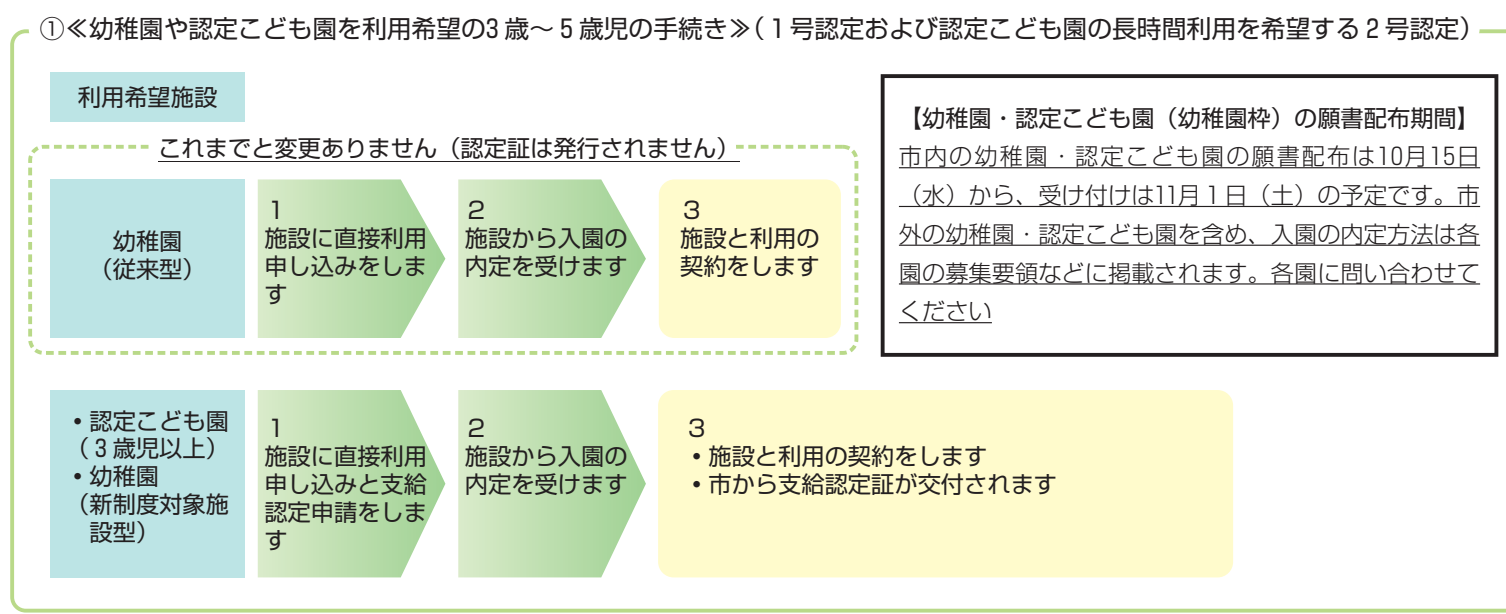 ①≪幼稚園や認定こども園を利用希望の3歳～5歳児の手続き≫(1号認定および認定こども園の長時間利用を希望する2号認定)
利用希望施設
これまでと変更ありません（認定証は発行されません）
幼稚園
（従来型）
1
施設に直接利用
申し込みをしま
す
2
施設から入園の
内定を受けます
3
施設と利用の
契約をします
【幼稚園・認定こども園（幼稚園枠）の願書配布期間】
市内の幼稚園・認定こども園の願書配布は10月15日
（水）から、受け付けは11月1日（土）の予定です。市
外の幼稚園・認定こども園を含め、入園の内定方法は各
園の募集要領などに掲載されます。各園に問い合わせて
ください
・認定こども園
（3歳児以上）
・幼稚園
（新制度対象施
設型）
1
施設に直接利用
申し込みと支給
認定申請をしま
す
2
施設から入園の
内定を受けます
3
・施設と利用の契約をします
・市から支給認定証が交付されます